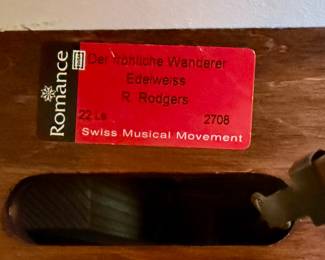 Romance
Der fröhliche Wanderer
Edelweiss
R. Rodgers
22 Ls 2708
Swiss Musical Movement